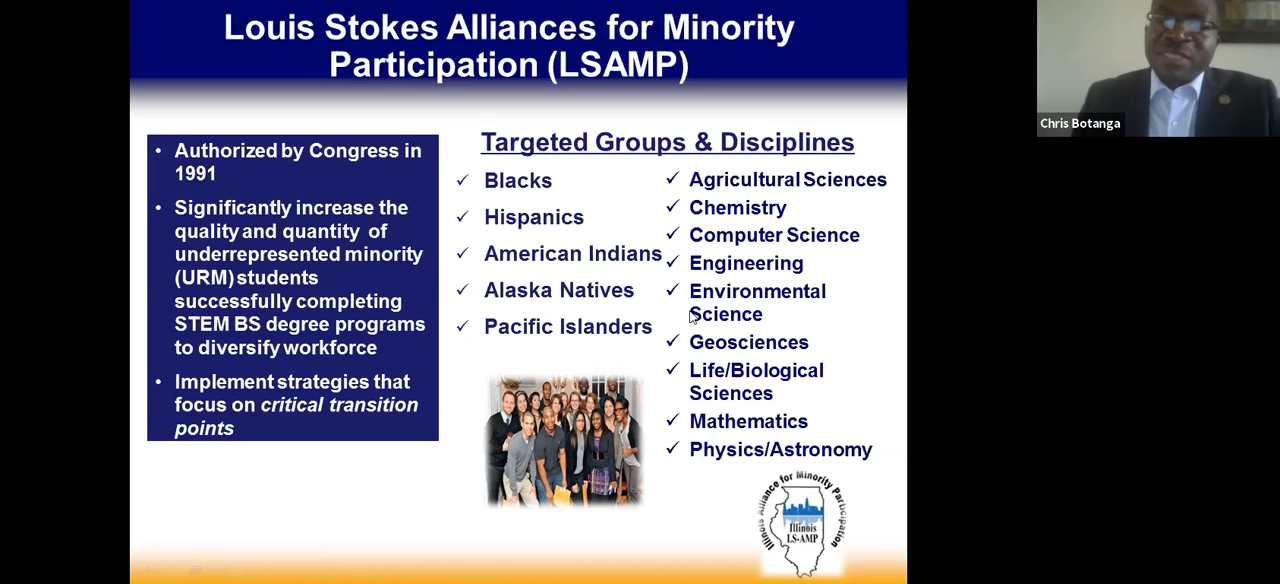 Louis Stokes Alliances for Minority
Participation (LSAMP)
Chris Botanga
• Authorized by Congress in
1991
• Significantly increase the
quality and quantity of
underrepresented minority
(URM) students
successfully completing
STEM BS degree programs
to diversify workforce
• Implement strategies that
focus on critical transition
points
Targeted Groups & Disciplines
✓ Blacks
✓ Hispanics
✓ American Indians
✓ Alaska Natives
✓ Pacific Islanders
✓ Agricultural Sciences
✓ Chemistry
✓ Computer Science
✓ Engineering
✓ Environmental
Science
✓ Geosciences
✓ Life/Biological
Sciences
✓ Mathematics
✓ Physics/Astronomy
Illinois Alliance for Minority Participation
Illinois
LS-AMP